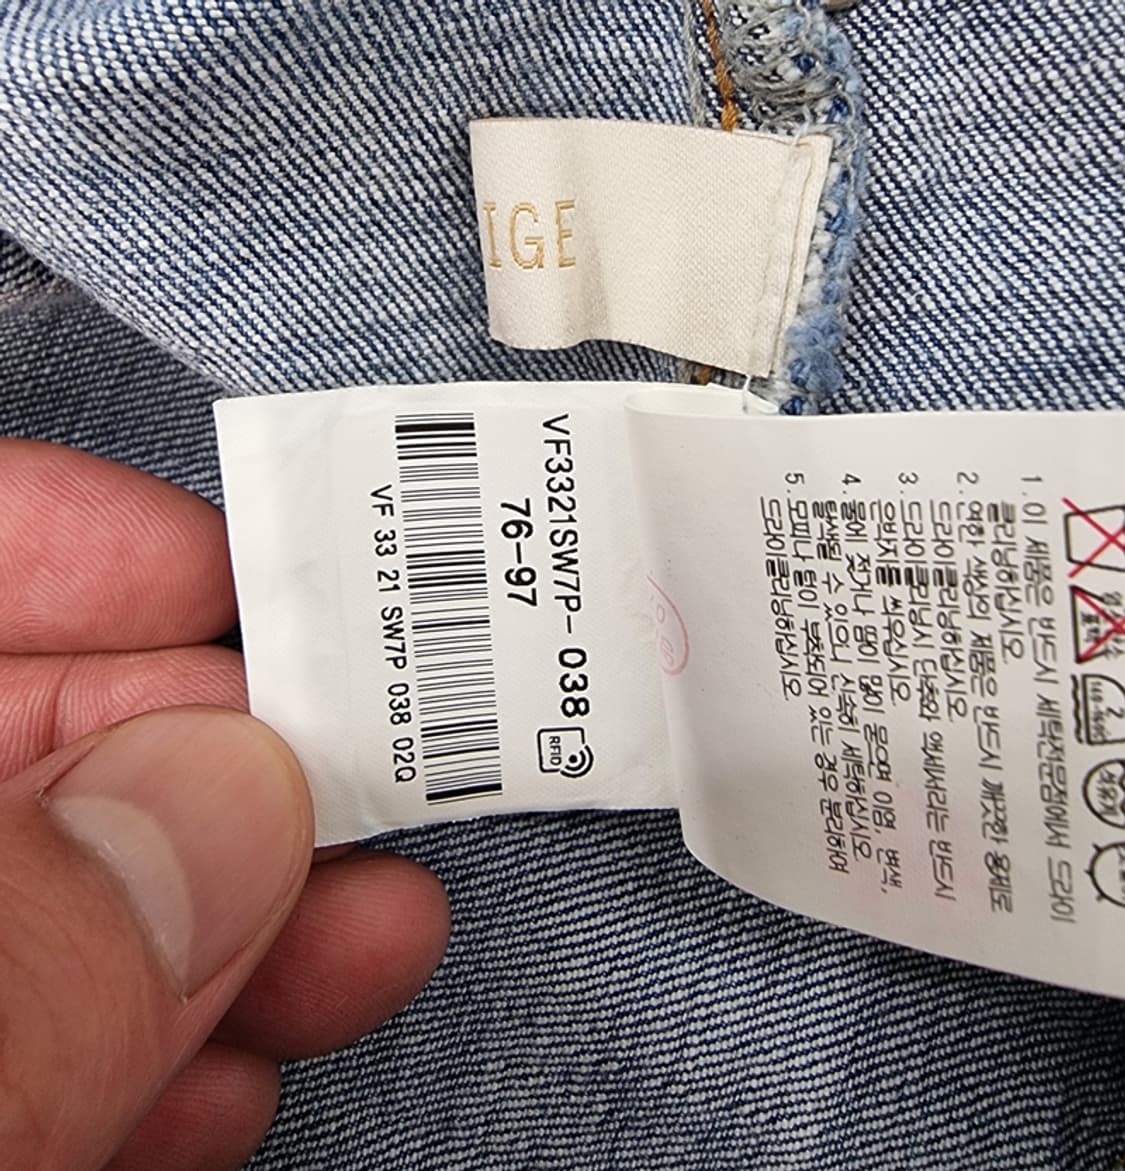 IGE
VF3321SW7P-038
76-97
RFID
VF 33 21 SW7P 038 02Q
1.이 제품은 반드시 세탁전문점에서 드라이
클리닝하십시오.
2.연한 색상의 제품은 반드시 깨끗한 용제로
드라이클리닝하십시오.
3.드라이클리닝시 단추와 액세서리는 반드시
은박지를 씌우십시오.
4.물에 젖거나 땀이 많이 묻으면 이염, 변색,
탈색될 수 있으니 신속히 세탁하십시오.
5.모피나 털이 부착되어 있는 경우 분리하여
드라이클리닝하십시오.